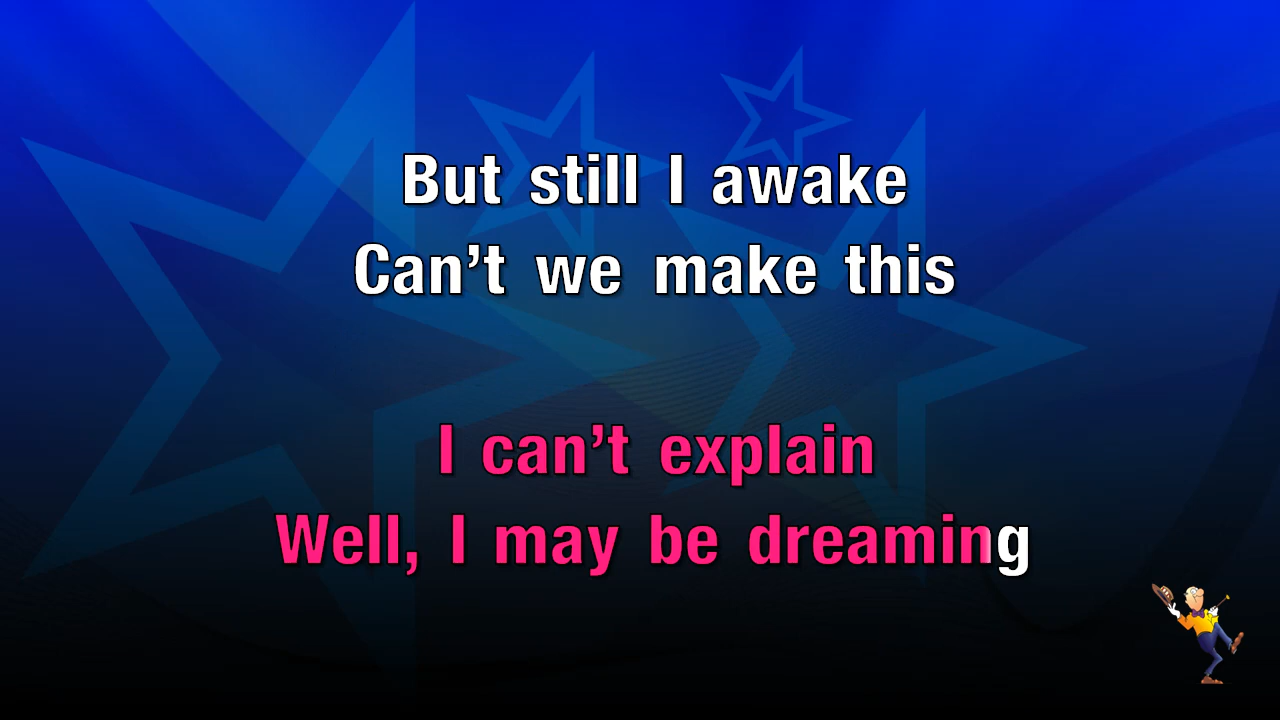 But still I awake
Can’t we make this
I can’t explain
Well, I may be dreaming